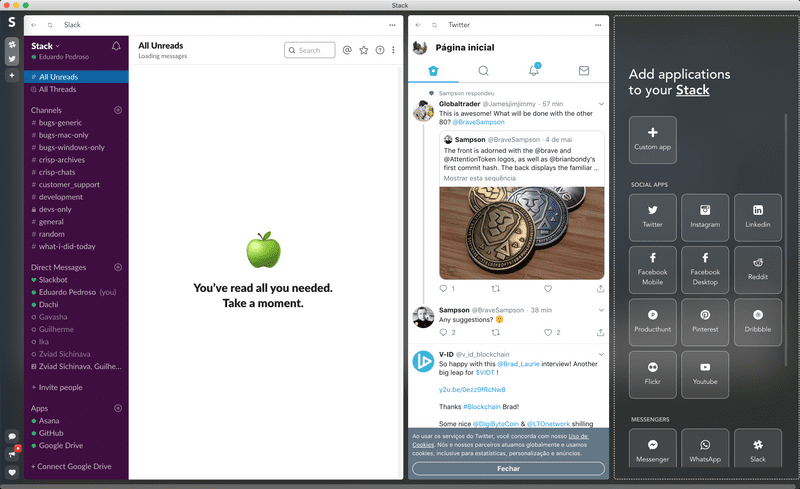 Stack
S
Slack
Stack
Eduardo Pedroso
# All Unreads
All Threads
Channels
# bugs-generic
# bugs-mac-only
# bugs-windows-only
# crisp-archives
# crisp-chats
# customer_support
# development
devs-only
# general
# random
# what-i-did-today
Direct Messages
Slackbot
Eduardo Pedroso (you)
Dachi
Gavasha
Guilherme
Ika
Zviad Sichinava
2 Zviad Sichinava, Guilhe...
+ Invite people
Apps
Asana
GitHub
Google Drive
+ Connect Google Drive
All Unreads
Loading messages
Search
You've read all you needed.
Take a moment.
Twitter
Página inicial
Sampson respondeu
Globaltrader @Jamesjimjimmy · 57 min
This is awesome! What will be done with the other
80? @BraveSampson
Sampson @BraveSampson · 4 de mai
The front is adorned with the @brave and
@AttentionToken logos, as well as @brianbondy's
first commit hash. The back displays the familiar ...
Mostrar esta sequência
1
Sampson @BraveSampson · 38 min
Any suggestions?
2 2
V-ID @v_id_blockchain
So happy with this @Brad_Laurie interview! Another
big leap for $VIDT !
y2u.be/0ezz9fRcNw8
Thanks #Blockchain Brad!
Some nice @DigiByteCoin & @LTOnetwork shilling
Ao usar os serviços do Twitter, você concorda com nosso Uso de
Cookies. Nós e nossos parceiros atuamos globalmente e usamos
cookies, inclusive para estatísticas, personalização e anúncios.
Fechar
Add applications
to your Stack
Custom app
SOCIAL APPS
Twitter
Instagram
Linkedin
Facebook
Mobile
Facebook
Desktop
Reddit
Producthunt
Pinterest
Dribbble
Flickr
Youtube
MESSENGERS
Messenger
WhatsApp
Slack